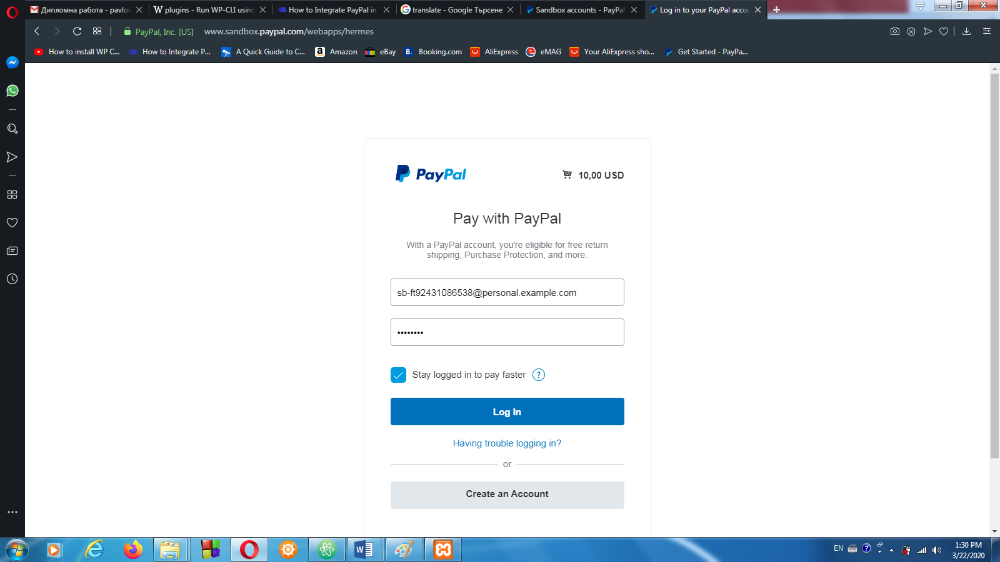 Дипломна работа - pavlov
plugins - Run WP-CLI using
How to Integrate PayPal in
translate - Google Търсене
Sandbox accounts - PayPal
Log in to your PayPal accou
PayPal, Inc. [US]
www.sandbox.paypal.com/webapps/hermes
How to install WP C...
How to Integrate P...
A Quick Guide to C...
Amazon
eBay
Booking.com
AliExpress
eMAG
Your AliExpress sho...
Get Started - PayPa...
PayPal
10,00 USD
Pay with PayPal
With a PayPal account, you're eligible for free return
shipping, Purchase Protection, and more.
sb-ft92431086538@personal.example.com
••••••••
Stay logged in to pay faster
Log In
Having trouble logging in?
or
Create an Account
EN
1:30 PM
3/22/2020